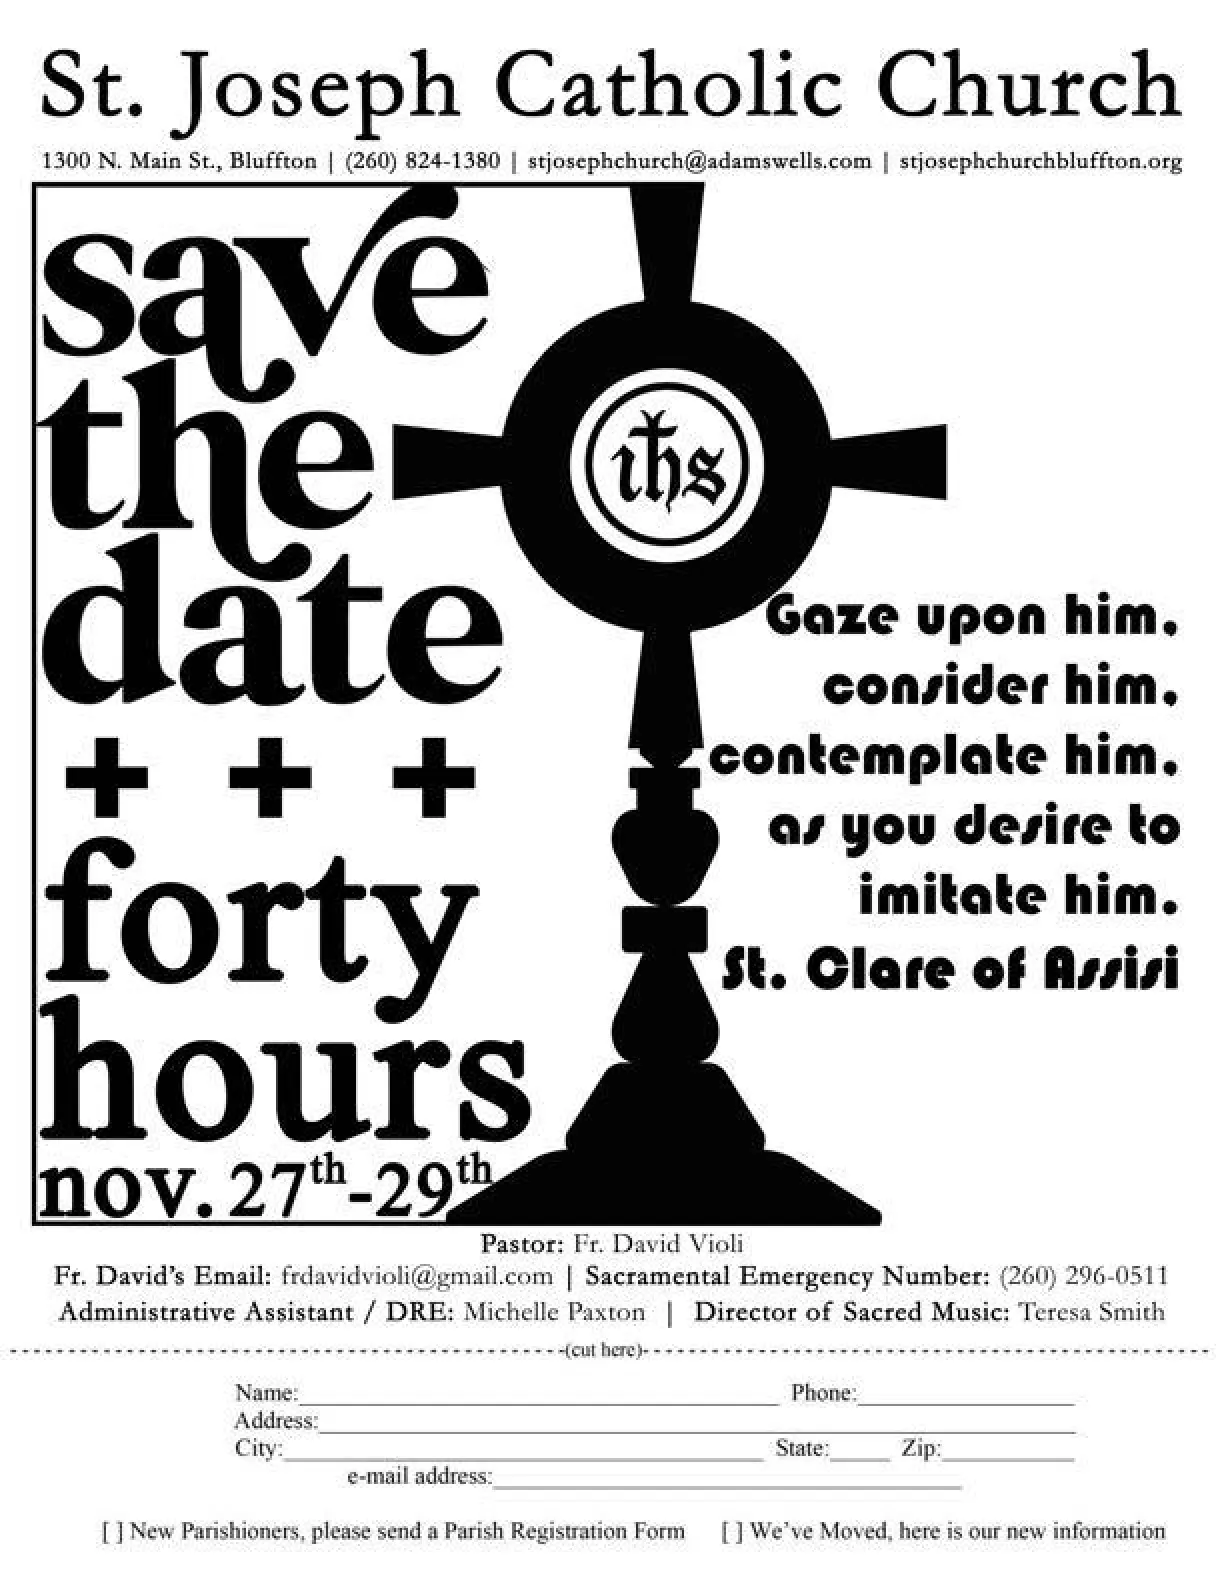 St. Joseph Catholic Church
1300 N. Main St., Bluffton | (260) 824-1380 | stjosephchurch@adamswells.com | stjosephchurchbluffton.org
save
the
date
+ + +
forty
hours
nov. 27th-29th
ihs
Gaze upon him,
consider him,
contemplate him,
as you desire to
imitate him.
St. Clare of Assisi
Pastor: Fr. David Violi
Fr. David's Email: frdavidvioli@gmail.com | Sacramental Emergency Number: (260) 296-0511
Administrative Assistant / DRE: Michelle Paxton | Director of Sacred Music: Teresa Smith
-(cut here)-
Name: Phone:
Address:
City: State: Zip:
e-mail address:
[ ] New Parishioners, please send a Parish Registration Form [ ] We've Moved, here is our new information